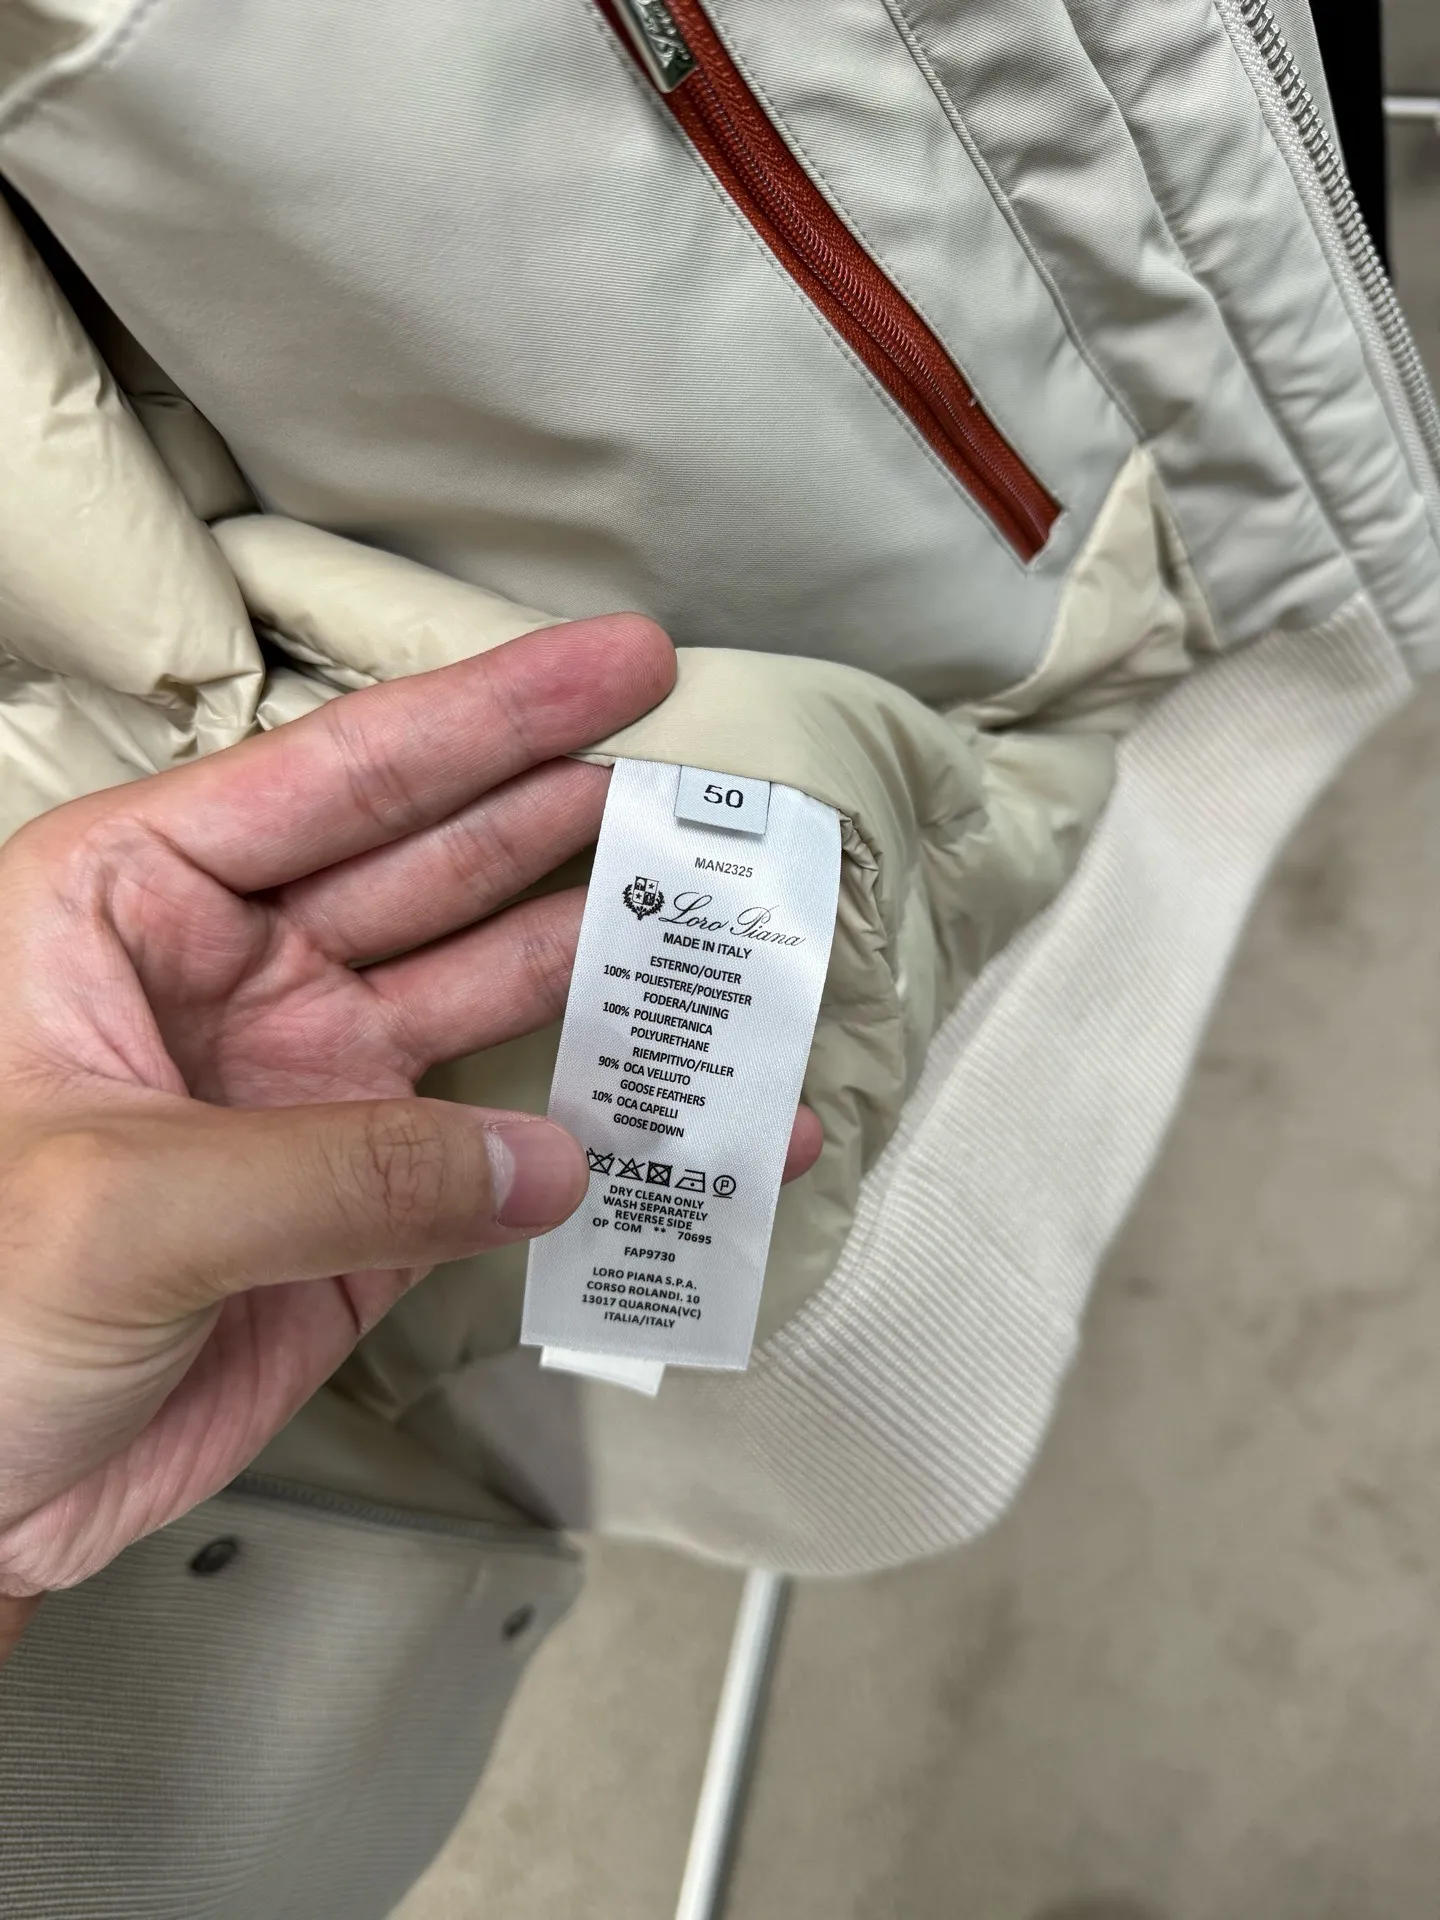 50
MAN2325
Loro Piana
MADE IN ITALY
ESTERNO/OUTER
100% POLIESTERE/POLYESTER
FODERA/LINING
100% POLIURETANICA
POLYURETHANE
RIEMPITIVO/FILLER
90% OCA VELLUTO
GOOSE FEATHERS
10% OCA CAPELLI
GOOSE DOWN
P
DRY CLEAN ONLY
WASH SEPARATELY
REVERSE SIDE
OP COM ** 70695
FAP9730
LORO PIANA S.P.A.
CORSO ROLANDI. 10
13017 QUARONA(VC)
ITALIA/ITALY